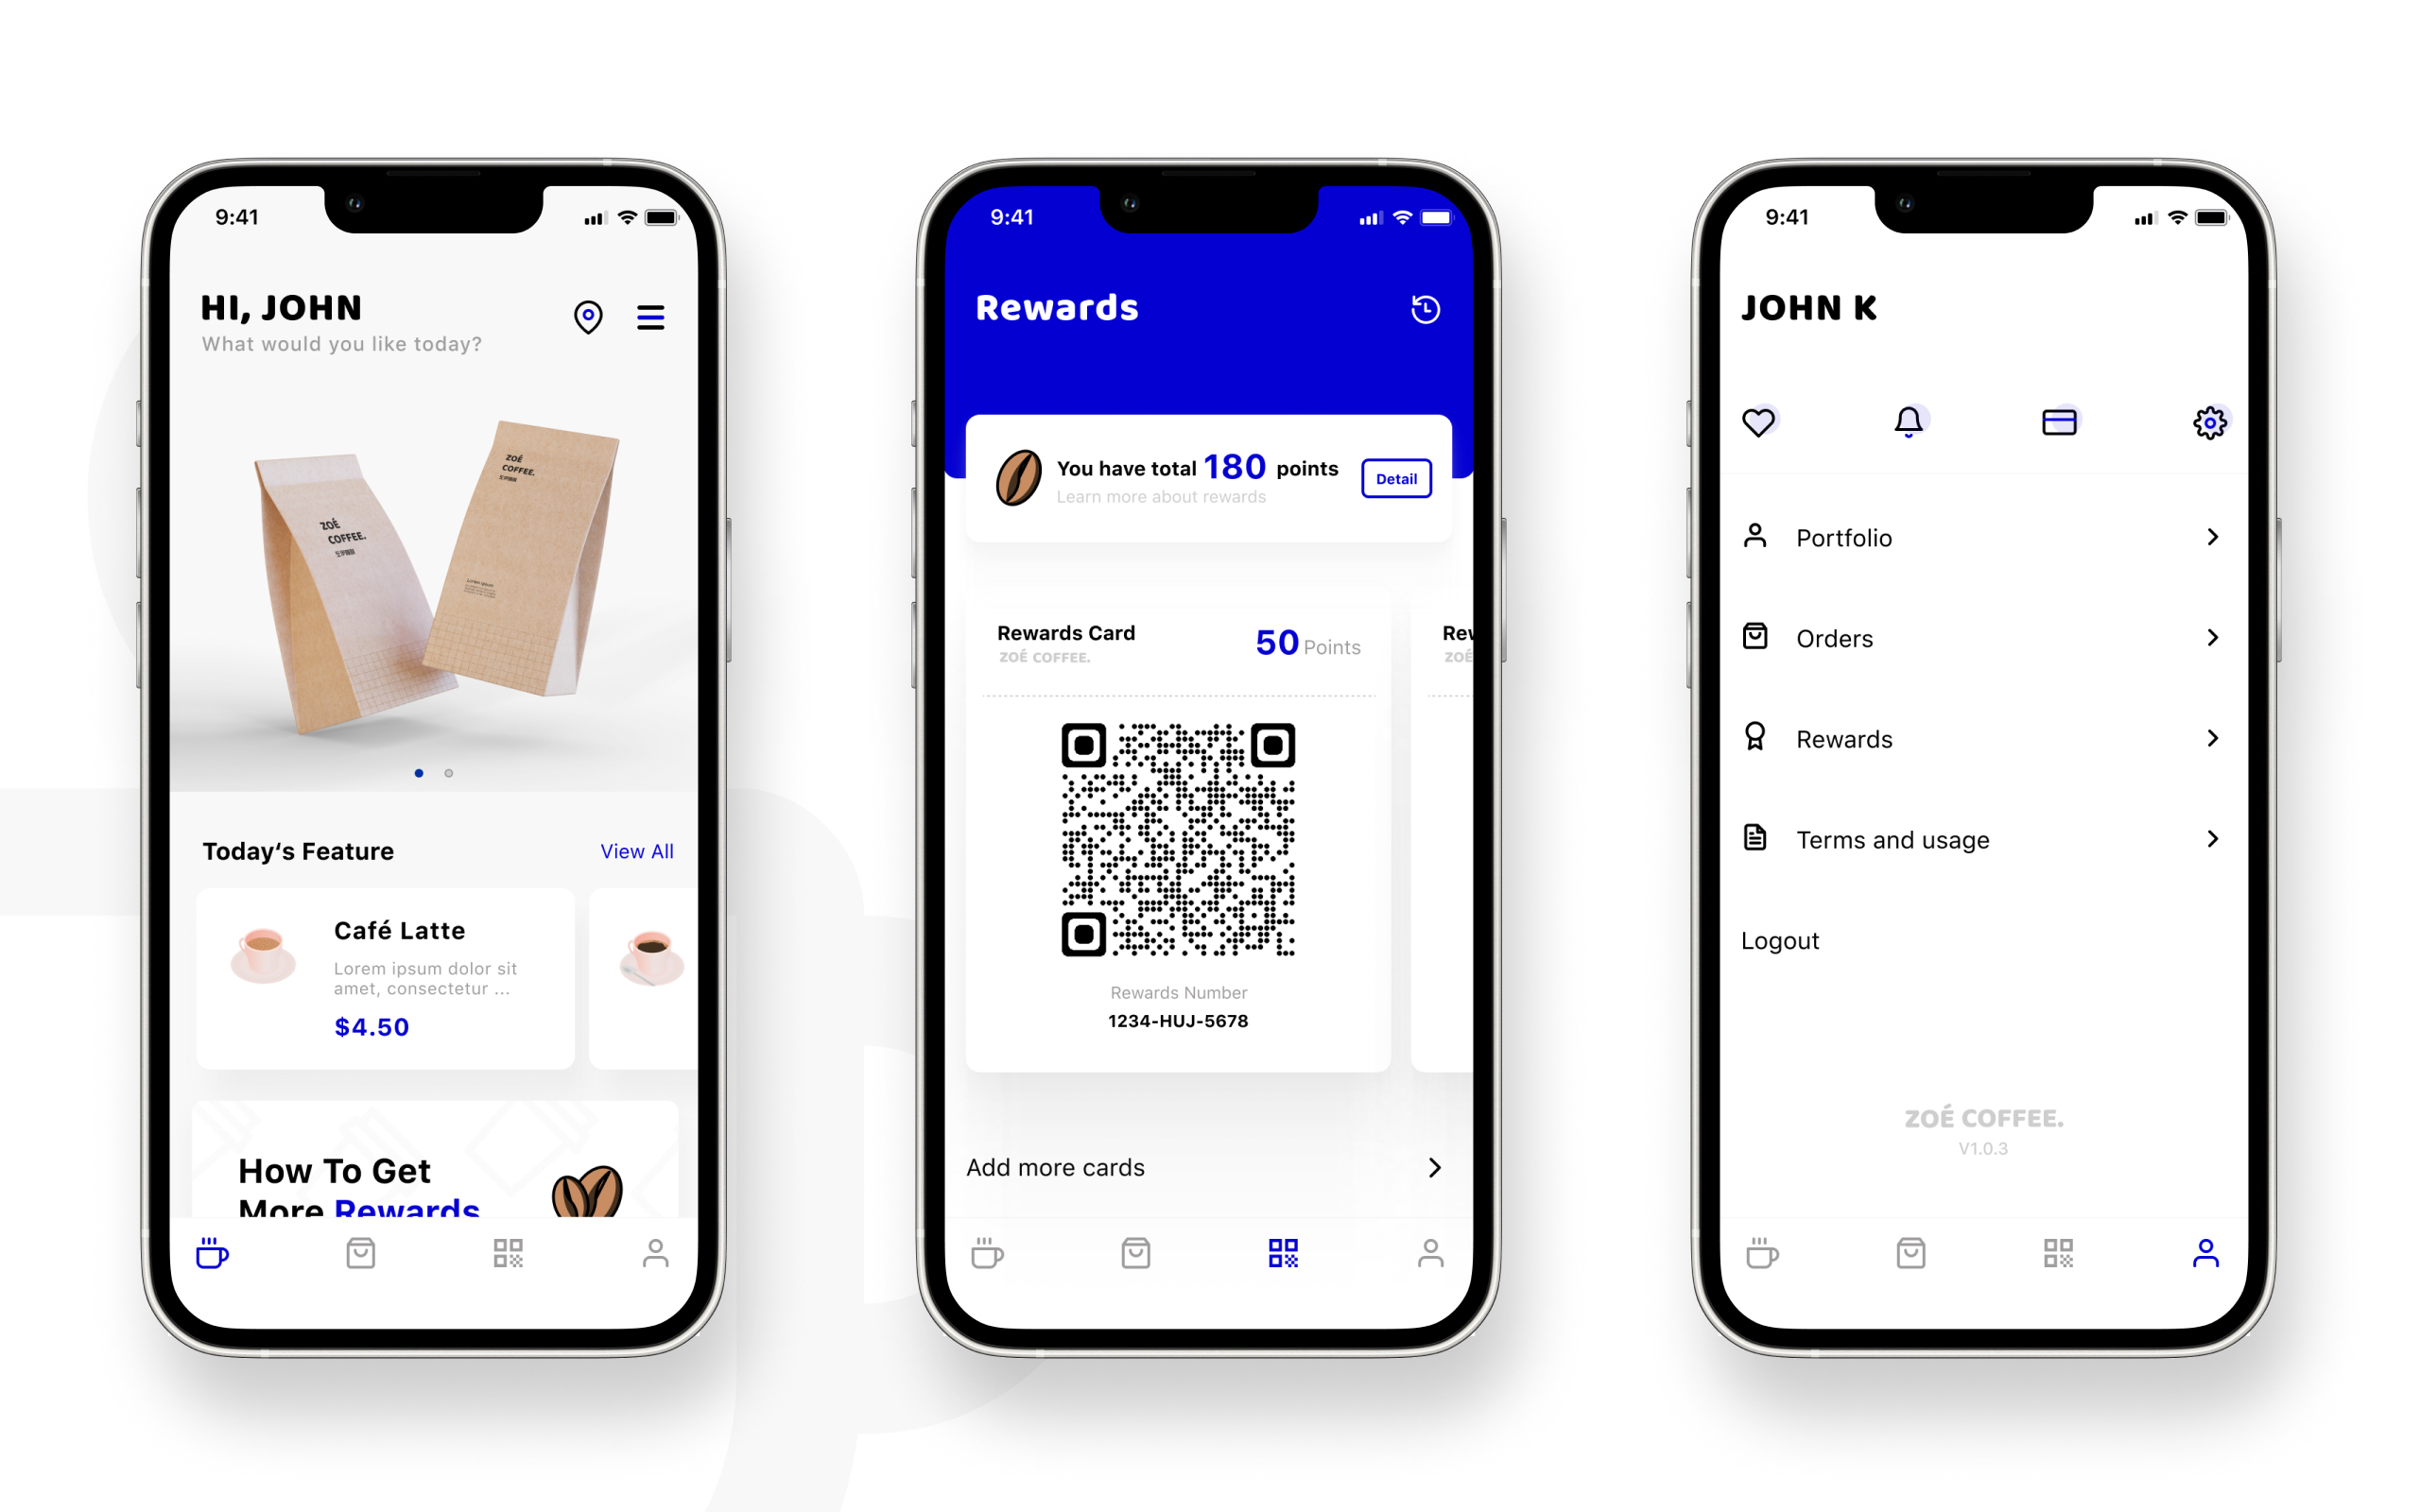 9:41
HI, JOHN
What would you like today?
ZOÉ
COFFEE.
ZOÉ
COFFEE.
Lorem ipsum
Today‘s Feature
View All
Café Latte
Lorem ipsum dolor sit
amet, consectetur ...
$4.50
How To Get
More Rewards
9:41
Rewards
You have total 180 points
Learn more about rewards
Detail
Rewards Card
50 Points
ZOÉ COFFEE.
Rew
ZOÉ
Rewards Number
1234-HUJ-5678
Add more cards
9:41
JOHN K
Portfolio
Orders
Rewards
Terms and usage
Logout
ZOÉ COFFEE.
V1.0.3